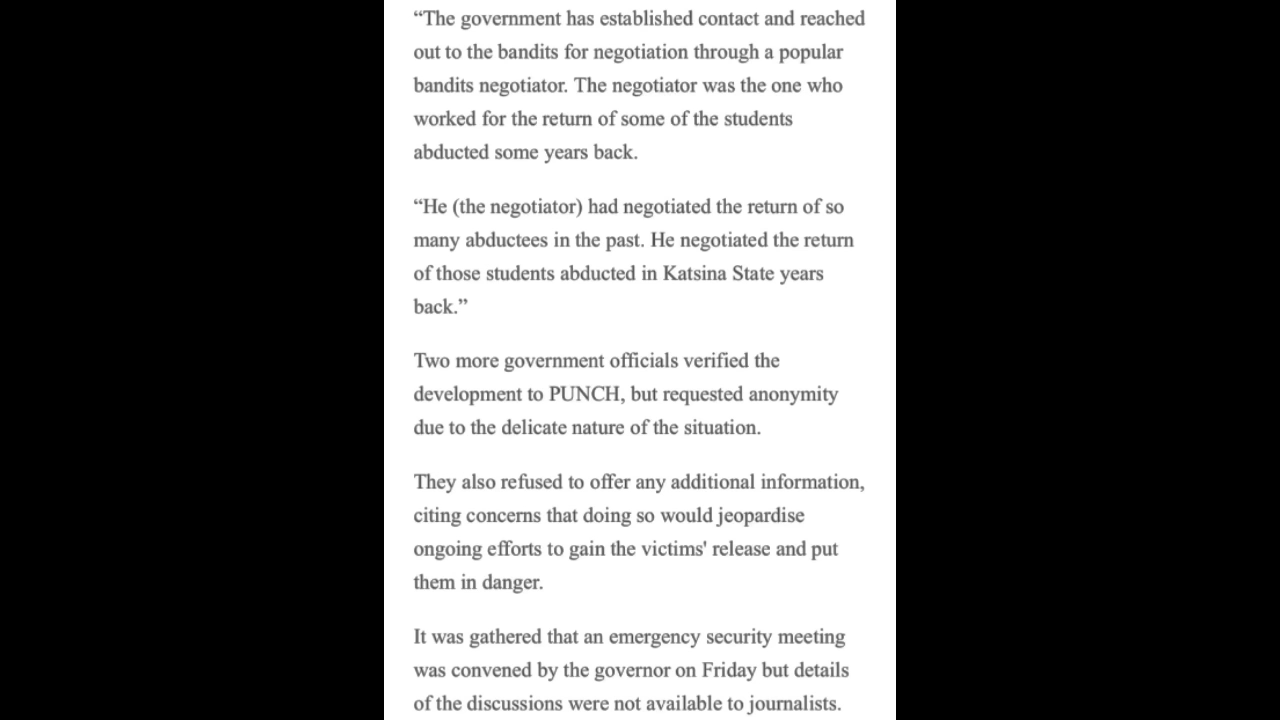 “The government has established contact and reached
out to the bandits for negotiation through a popular
bandits negotiator. The negotiator was the one who
worked for the return of some of the students
abducted some years back.
“He (the negotiator) had negotiated the return of so
many abductees in the past. He negotiated the return
of those students abducted in Katsina State years
back.”
Two more government officials verified the
development to PUNCH, but requested anonymity
due to the delicate nature of the situation.
They also refused to offer any additional information,
citing concerns that doing so would jeopardise
ongoing efforts to gain the victims' release and put
them in danger.
It was gathered that an emergency security meeting
was convened by the governor on Friday but details
of the discussions were not available to journalists.